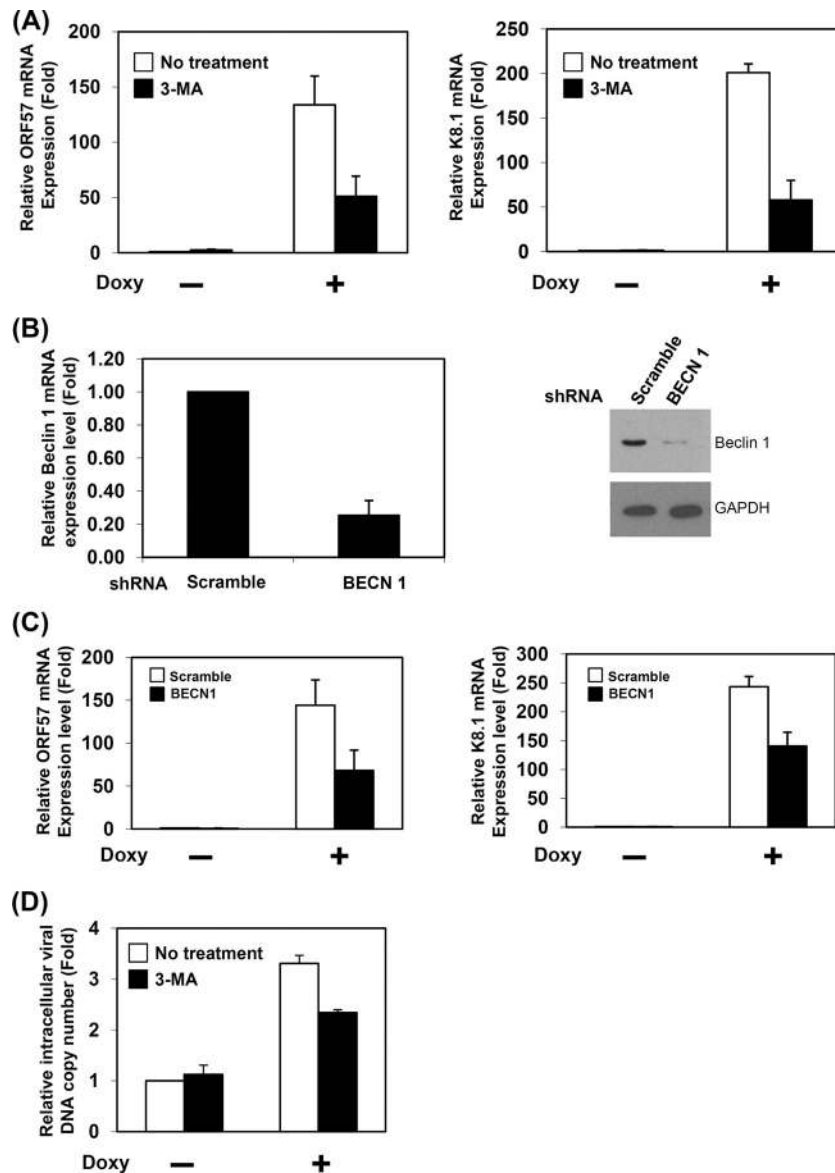 (A)
Relative ORF57 mRNA
Expression (Fold)
200
150
100
50
0
No treatment
3-MA
Doxy
—
+
Relative K8.1 mRNA
Expression (Fold)
250
200
150
100
50
0
No treatment
3-MA
Doxy
—
+
(B)
Relative Beclin 1 mRNA
expression level (Fold)
1.20
1.00
0.80
0.60
0.40
0.20
0.00
shRNA
Scramble
BECN 1
shRNA
Scramble
BECN 1
Beclin 1
GAPDH
(C)
Relative ORF57 mRNA
Expression level (Fold)
200
150
100
50
0
Scramble
BECN1
Doxy
—
+
Relative K8.1 mRNA
Expression level (Fold)
300
250
200
150
100
50
0
Scramble
BECN1
Doxy
—
+
(D)
Relative intracellular viral
DNA copy number (Fold)
4
3
2
1
0
No treatment
3-MA
Doxy
—
+